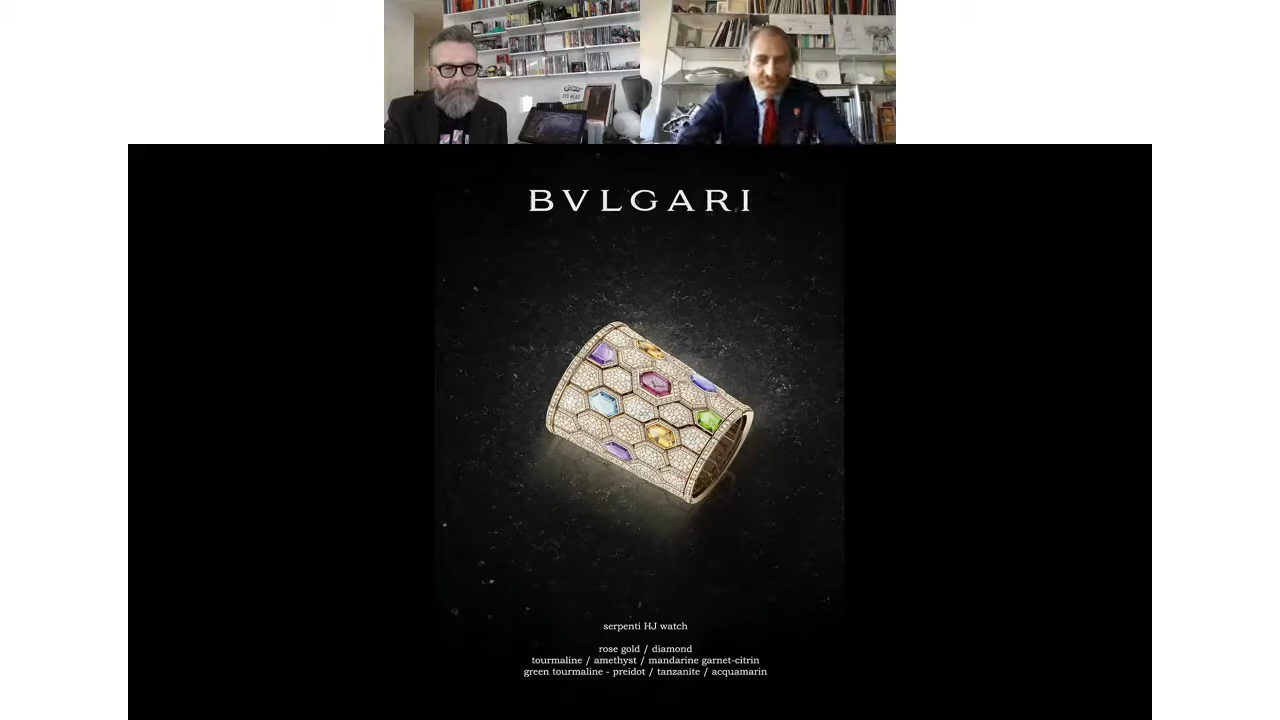 BVLGARI
serpenti HJ watch
rose gold / diamond
tourmaline / amethyst / mandarine garnet-citrin
green tourmaline - preidot / tanzanite / acquamarin